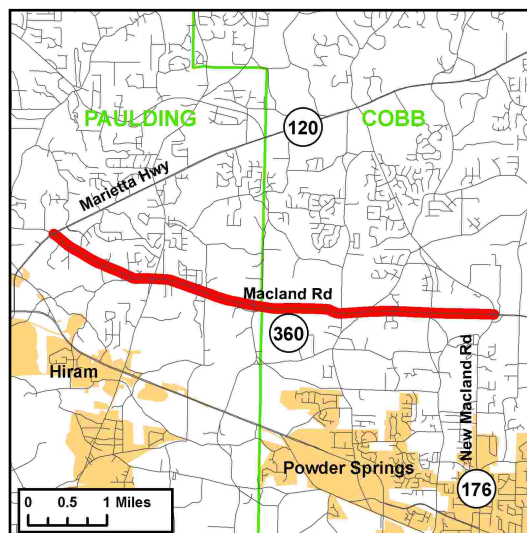 PAULDING
COBB
120
Marietta Hwy
Macland Rd
360
Hiram
New Macland Rd
Powder Springs
176
0 0.5 1 Miles